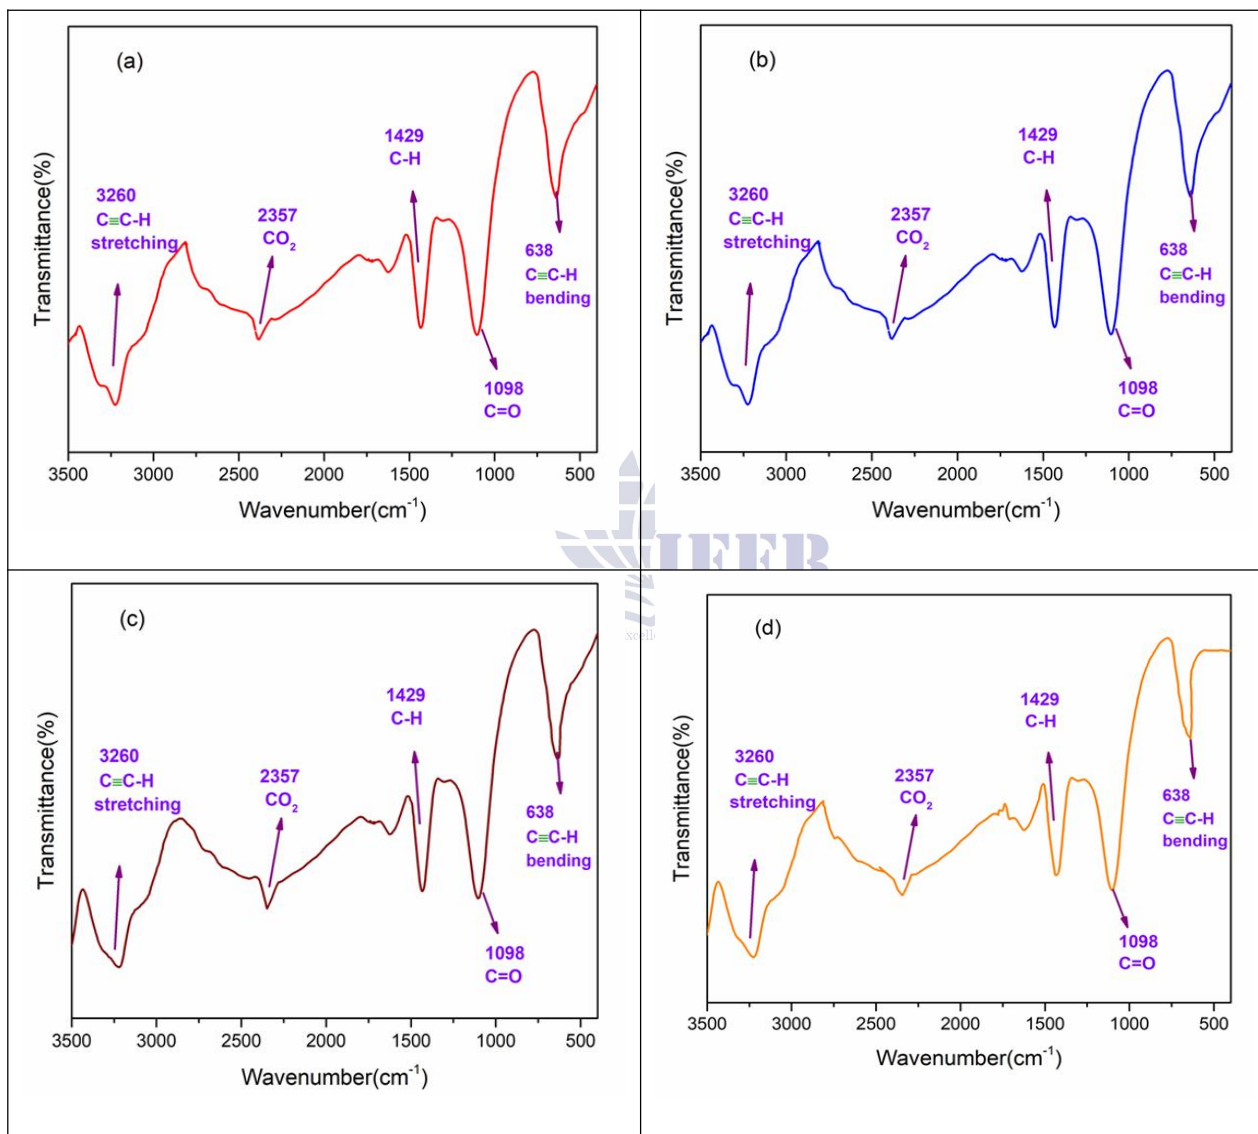 (a)
1429
C-H
3260
C≡C-H
stretching
2357
CO₂
638
C≡C-H
bending
1098
C=O
Transmittance(%)
3500 3000 2500 2000 1500 1000 500
Wavenumber(cm⁻¹)
(b)
1429
C-H
3260
C≡C-H
stretching
2357
CO₂
638
C≡C-H
bending
1098
C=O
Transmittance(%)
3500 3000 2500 2000 1500 1000 500
Wavenumber(cm⁻¹)
(c)
1429
C-H
3260
C≡C-H
stretching
2357
CO₂
638
C≡C-H
bending
1098
C=O
Transmittance(%)
3500 3000 2500 2000 1500 1000 500
Wavenumber(cm⁻¹)
(d)
1429
C-H
3260
C≡C-H
stretching
2357
CO₂
638
C≡C-H
bending
1098
C=O
Transmittance(%)
3500 3000 2500 2000 1500 1000 500
Wavenumber(cm⁻¹)